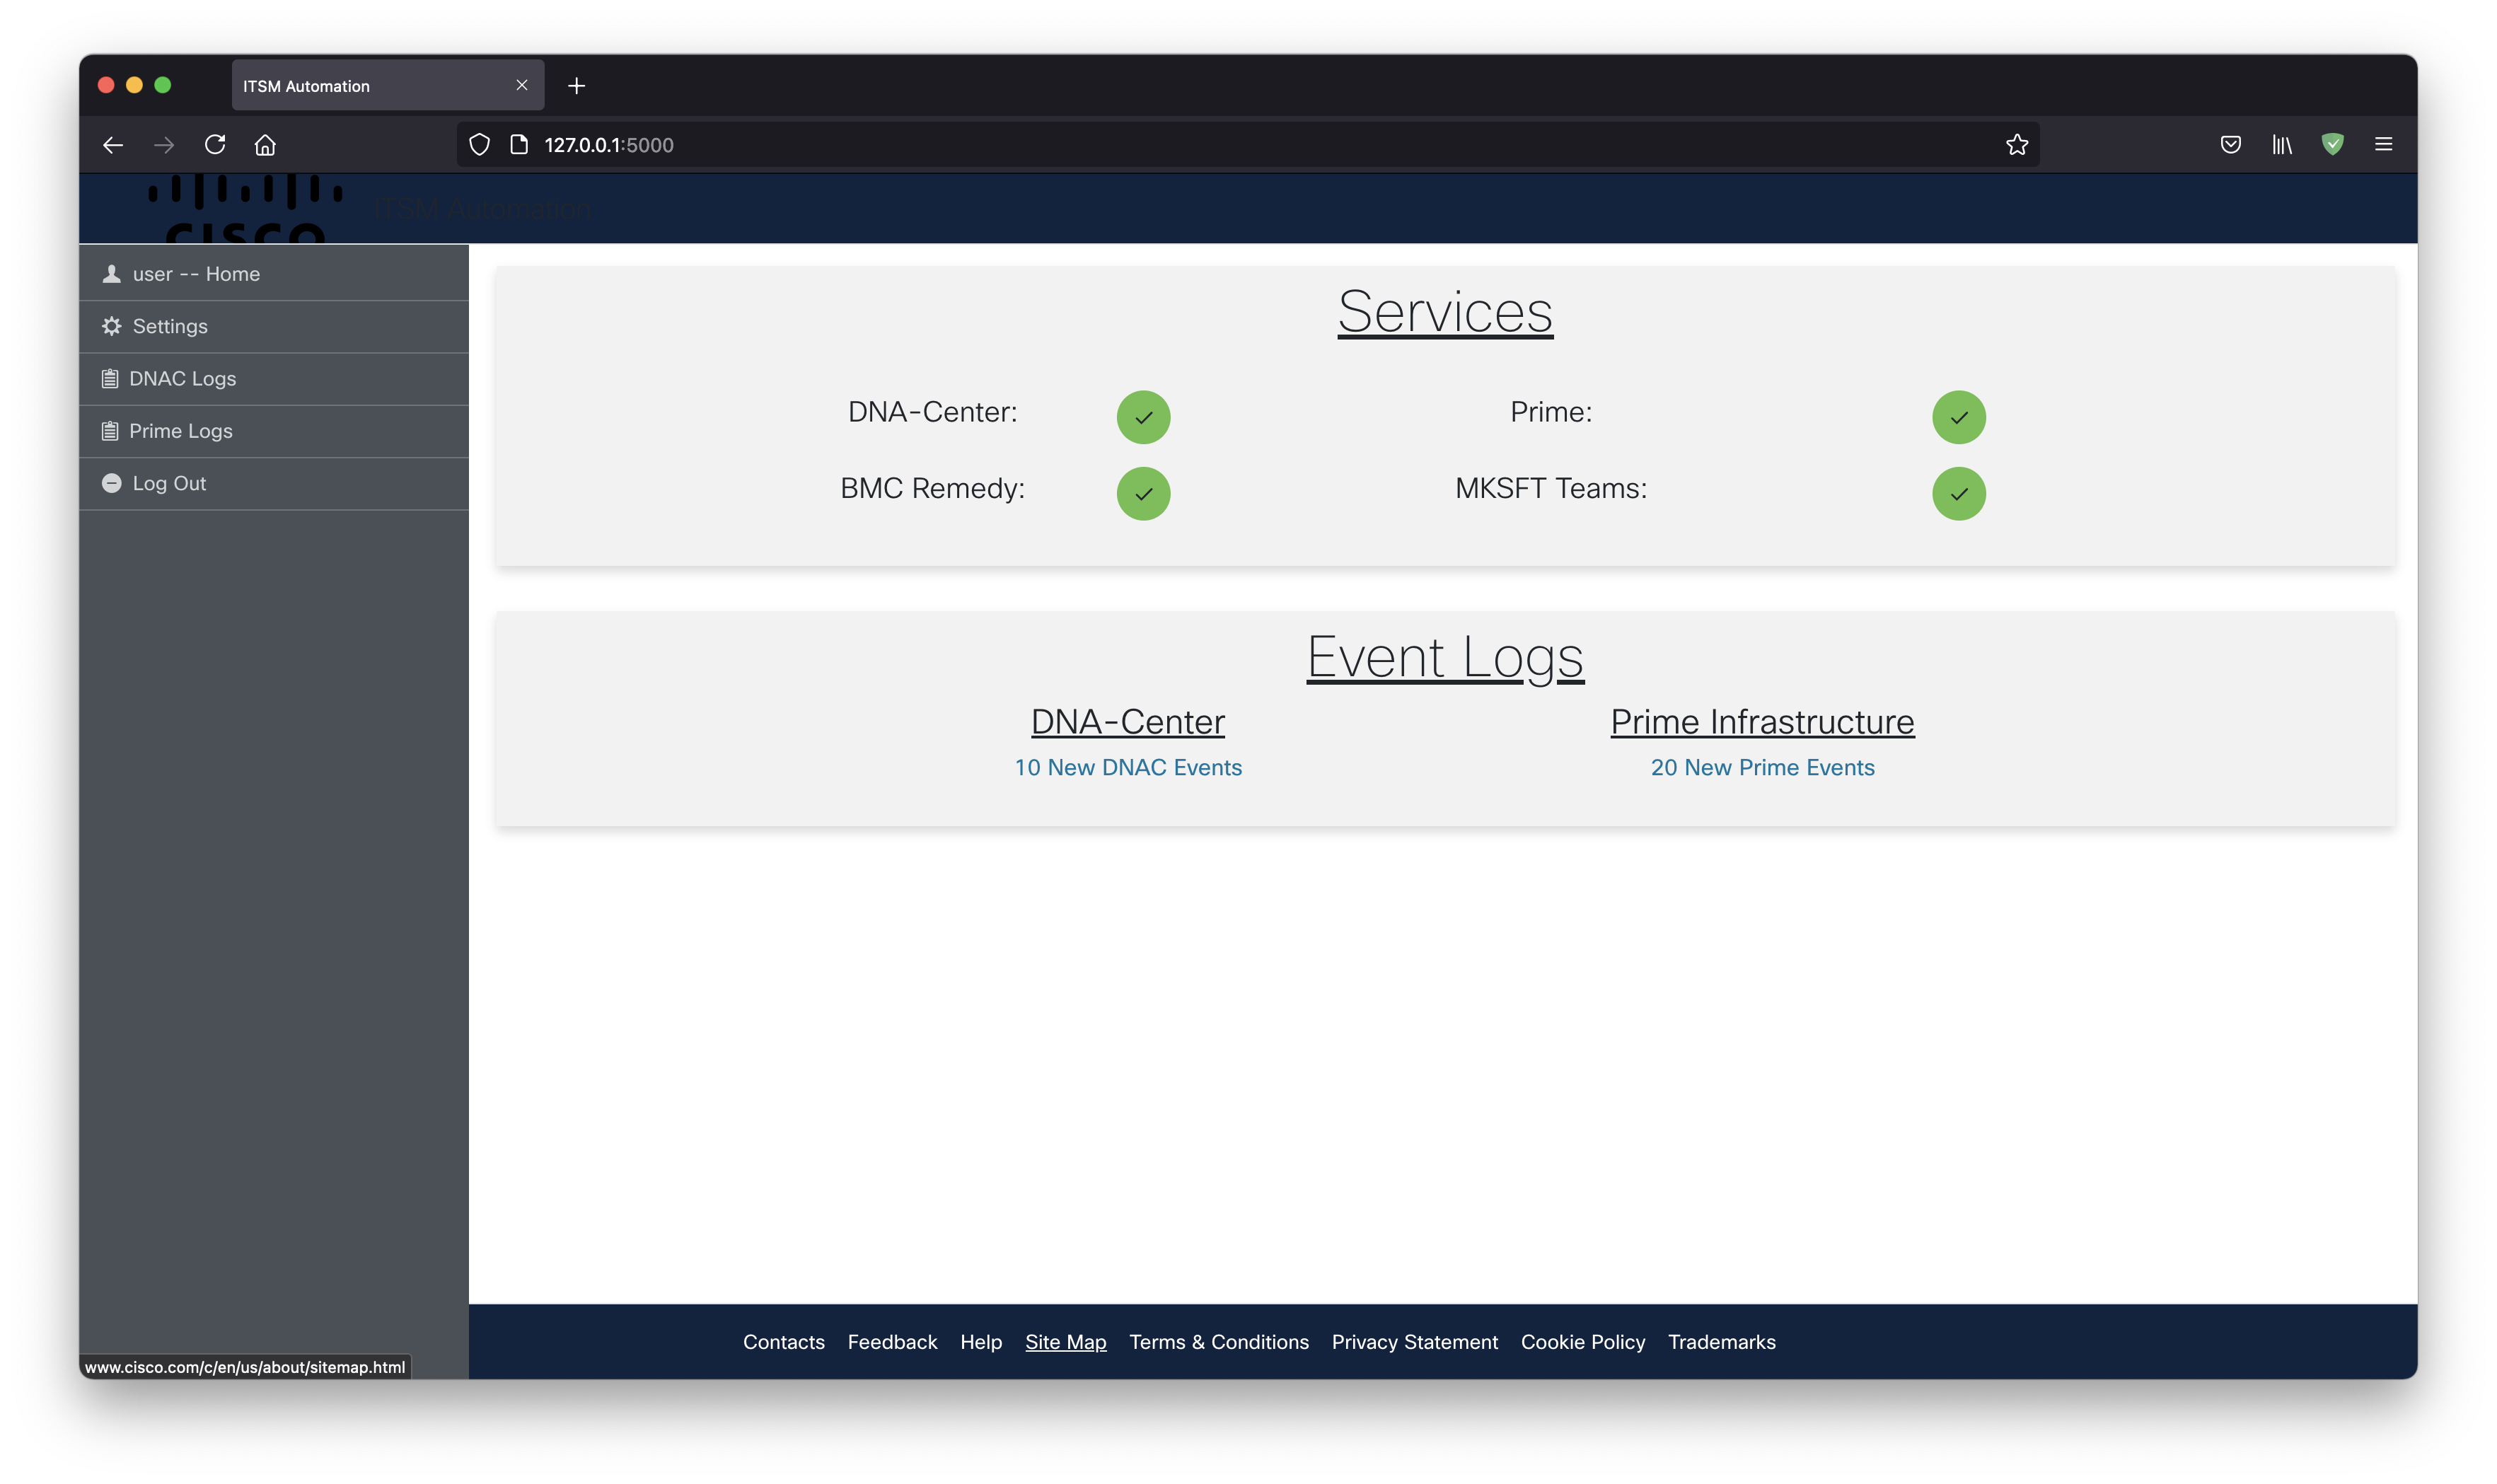 ITSM Automation
127.0.0.1:5000
CISCO
ITSM Automation
user -- Home
Settings
DNAC Logs
Prime Logs
Log Out
Services
DNA-Center:
Prime:
BMC Remedy:
MKSFT Teams:
Event Logs
DNA-Center
Prime Infrastructure
10 New DNAC Events
20 New Prime Events
Contacts Feedback Help Site Map Terms & Conditions Privacy Statement Cookie Policy Trademarks
www.cisco.com/c/en/us/about/sitemap.html